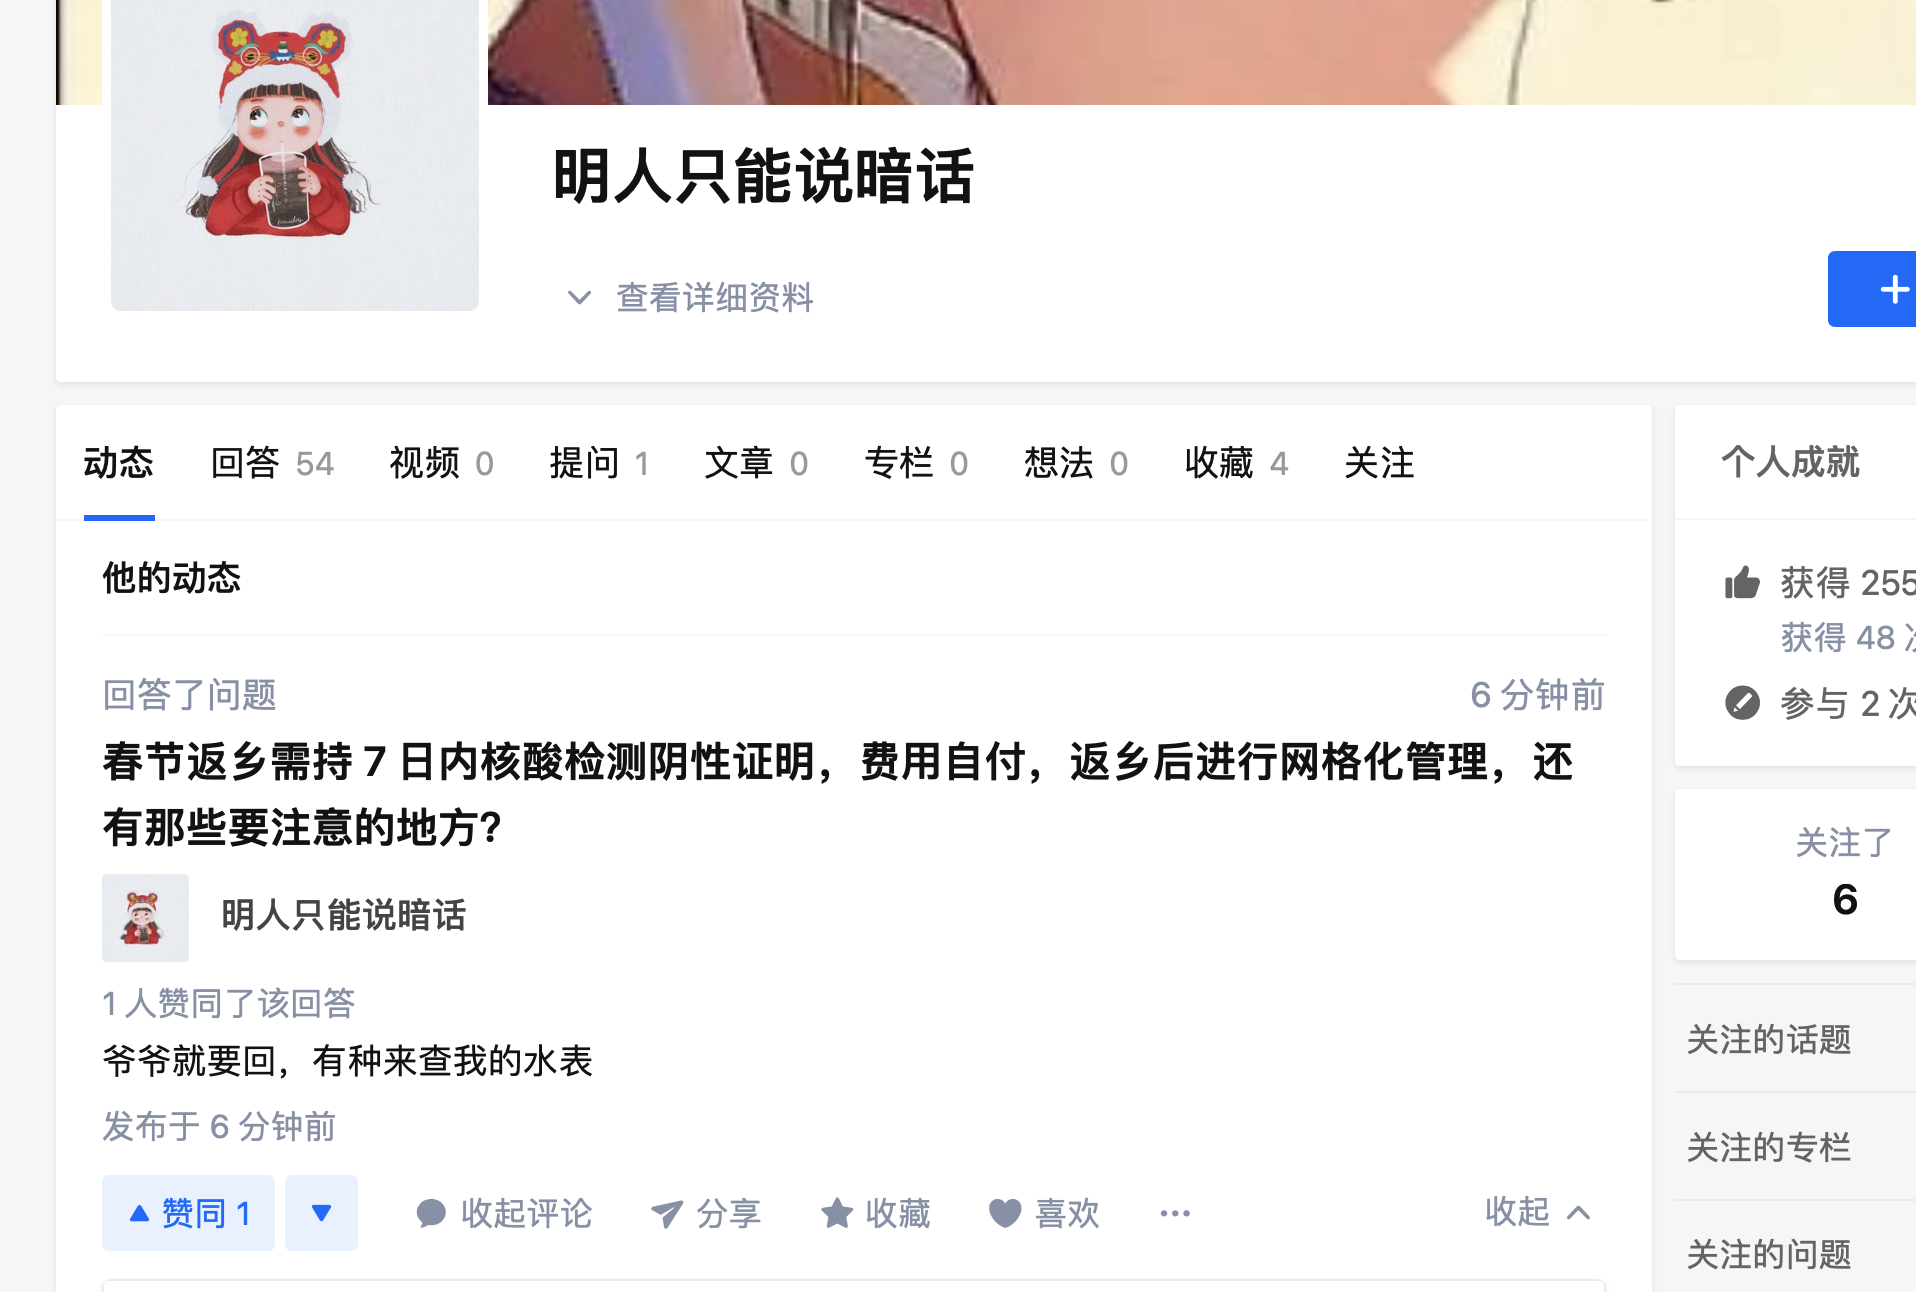 明人只能说暗话
查看详细资料
动态 回答 54 视频 0 提问 1 文章 0 专栏 0 想法 0 收藏 4 关注
他的动态
回答了问题 6 分钟前
春节返乡需持 7 日内核酸检测阴性证明，费用自付，返乡后进行网格化管理，还
有那些要注意的地方?
明人只能说暗话
1 人赞同了该回答
爷爷就要回，有种来查我的水表
发布于 6 分钟前
赞同 1 收起评论 分享 收藏 喜欢 ··· 收起
个人成就
获得 255
获得 48
参与 2 次
关注了
6
关注的话题
关注的专栏
关注的问题